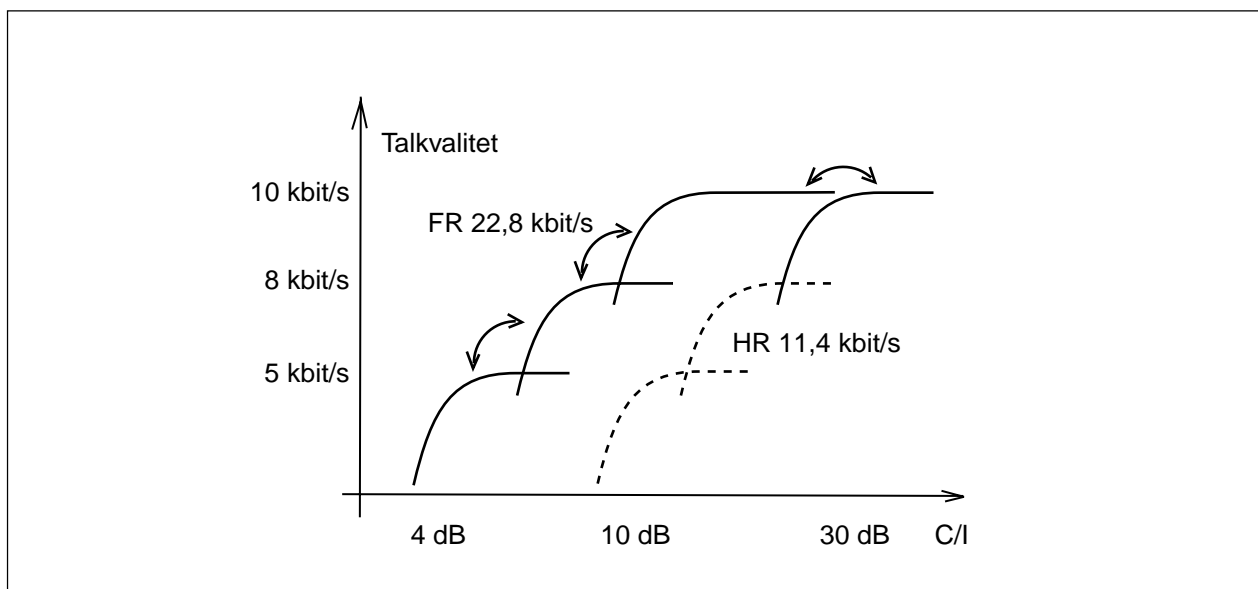 Talkvalitet
10 kbit/s
FR 22,8 kbit/s
8 kbit/s
HR 11,4 kbit/s
5 kbit/s
4 dB 10 dB 30 dB C/I